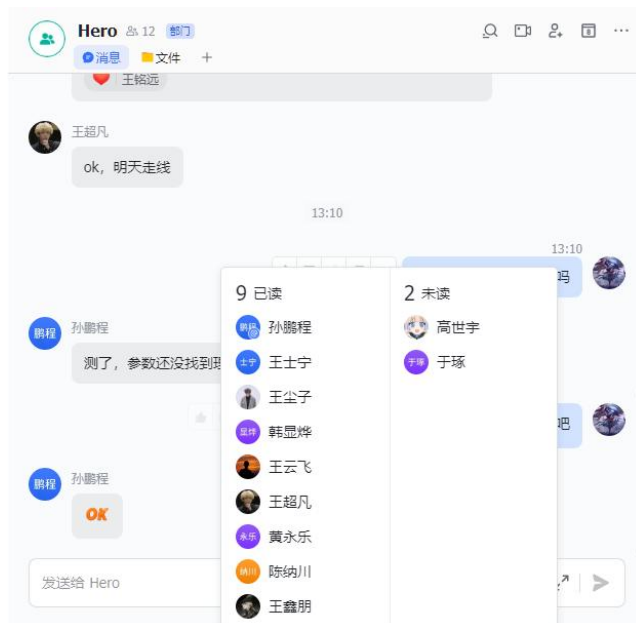 Hero 12 部门
消息 文件 +
王铭远
王超凡
ok，明天走线
13:10
13:10
吗
孙鹏程
鹏程
测了，参数还没找到
吧
孙鹏程
鹏程
OK
发送给 Hero
9 已读
孙鹏程
士宁 王士宁
王尘子
显烨 韩显烨
王云飞
王超凡
永乐 黄永乐
纳川 陈纳川
王鑫朋
2 未读
高世宇
于琢 于琢